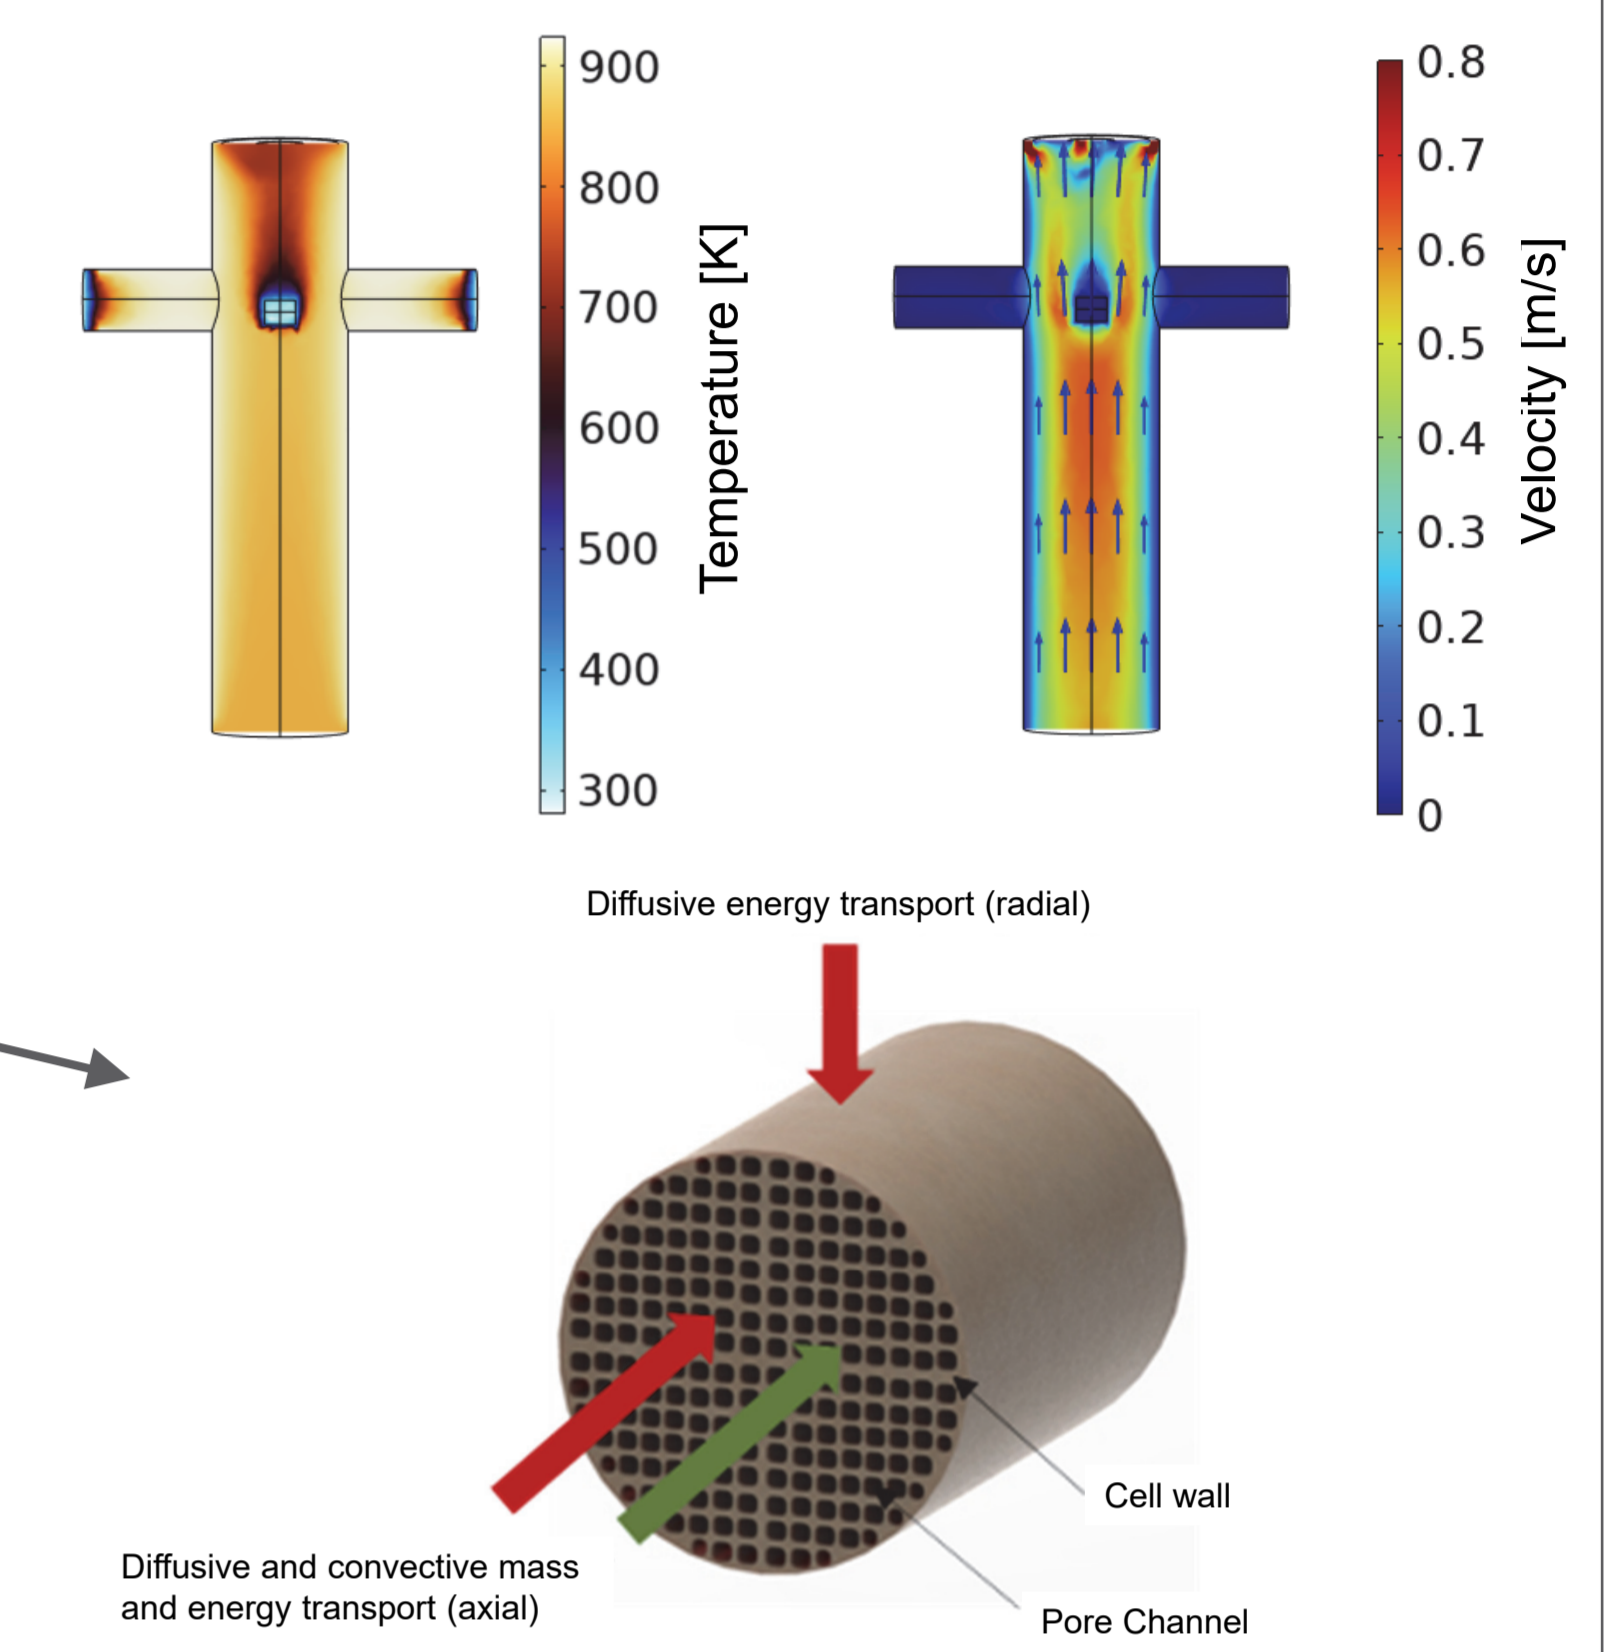 900
800
700
600
500
400
300
Temperature [K]
0.8
0.7
0.6
0.5
0.4
0.3
0.2
0.1
0
Velocity [m/s]
Diffusive energy transport (radial)
Cell wall
Diffusive and convective mass
and energy transport (axial)
Pore Channel